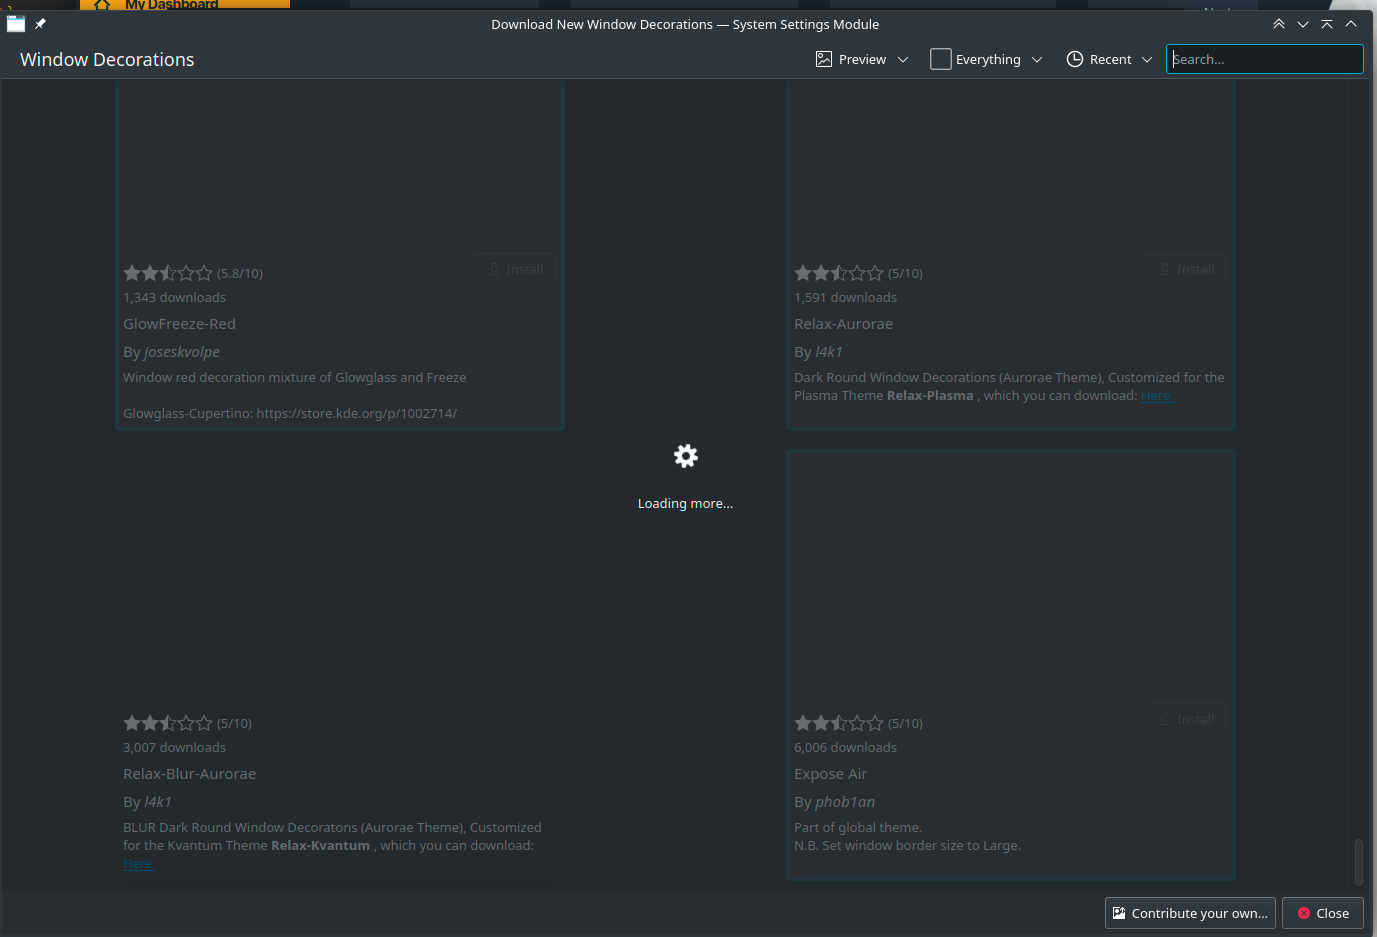 My Dashboard
Download New Window Decorations — System Settings Module
Window Decorations
Preview
Everything
Recent
Search...
(5.8/10)
Install
1,343 downloads
GlowFreeze-Red
By joseskvolpe
Window red decoration mixture of Glowglass and Freeze
Glowglass-Cupertino: https://store.kde.org/p/1002714/
(5/10)
Install
1,591 downloads
Relax-Aurorae
By l4k1
Dark Round Window Decorations (Aurorae Theme), Customized for the
Plasma Theme Relax-Plasma , which you can download: Here
Loading more...
(5/10)
3,007 downloads
Relax-Blur-Aurorae
By l4k1
BLUR Dark Round Window Decoratons (Aurorae Theme), Customized
for the Kvantum Theme Relax-Kvantum , which you can download:
Here
(5/10)
Install
6,006 downloads
Expose Air
By phob1an
Part of global theme.
N.B. Set window border size to Large.
Contribute your own...
Close